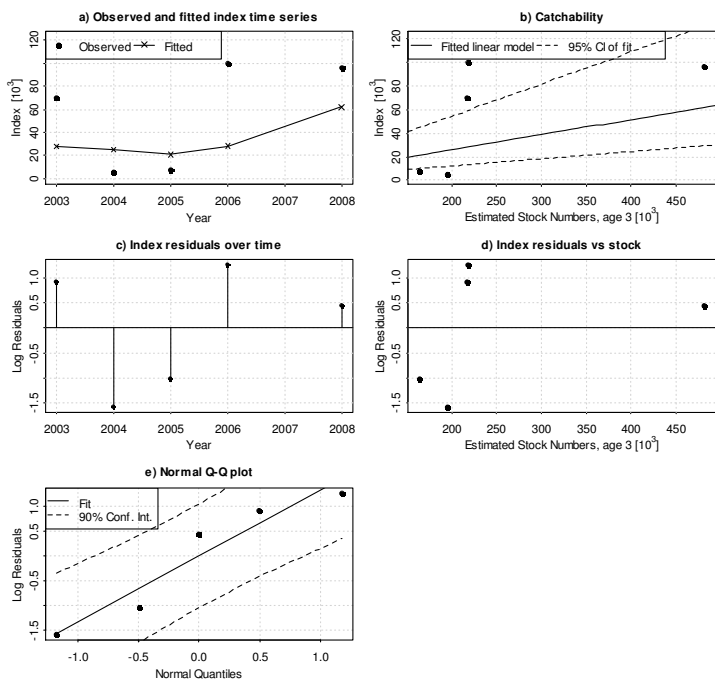 a) Observed and fitted index time series
Observed Fitted
Index [10³]
0 20 40 60 80 120
2003 2004 2005 2006 2007 2008
Year
b) Catchability
Fitted linear model 95% CI of fit
Index [10³]
0 20 40 60 80 120
200 250 300 350 400 450
Estimated Stock Numbers, age 3 [10³]
c) Index residuals over time
Log Residuals
-1.5 -0.5 0.5 1.0
2003 2004 2005 2006 2007 2008
Year
d) Index residuals vs stock
Log Residuals
-1.5 -0.5 0.5 1.0
200 250 300 350 400 450
Estimated Stock Numbers, age 3 [10³]
e) Normal Q-Q plot
Fit
90% Conf. Int.
Log Residuals
-1.5 -0.5 0.5 1.0
-1.0 -0.5 0.0 0.5 1.0
Normal Quantiles